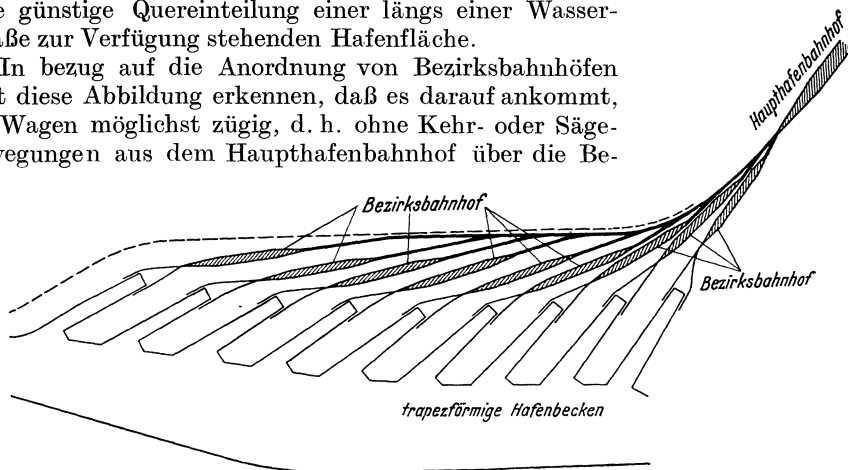 günstige Quereinteilung einer längs einer Wasser-
zur Verfügung stehenden Hafenfläche.
In bezug auf die Anordnung von Bezirksbahnhöfen
diese Abbildung erkennen, daß es darauf ankommt,
Wagen möglichst zügig, d. h. ohne Kehr- oder Säge-
aus dem Haupthafenbahnhof über die Be-
Haupthafenbahnhof
Bezirksbahnhof
Bezirksbahnhof
trapezförmige Hafenbecken